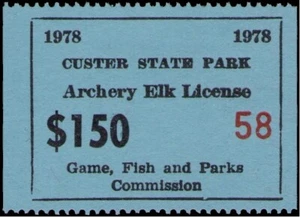 1978 1978
CUSTER STATE PARK
Archery Elk License
$150 58
Game, Fish and Parks
Commission